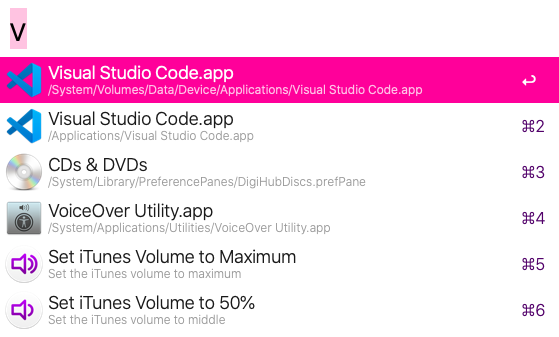 V
Visual Studio Code.app
/System/Volumes/Data/Device/Applications/Visual Studio Code.app
↩
Visual Studio Code.app
/Applications/Visual Studio Code.app
⌘2
CDs & DVDs
/System/Library/PreferencePanes/DigiHubDiscs.prefPane
⌘3
VoiceOver Utility.app
/System/Applications/Utilities/VoiceOver Utility.app
⌘4
Set iTunes Volume to Maximum
Set the iTunes volume to maximum
⌘5
Set iTunes Volume to 50%
Set the iTunes volume to middle
⌘6